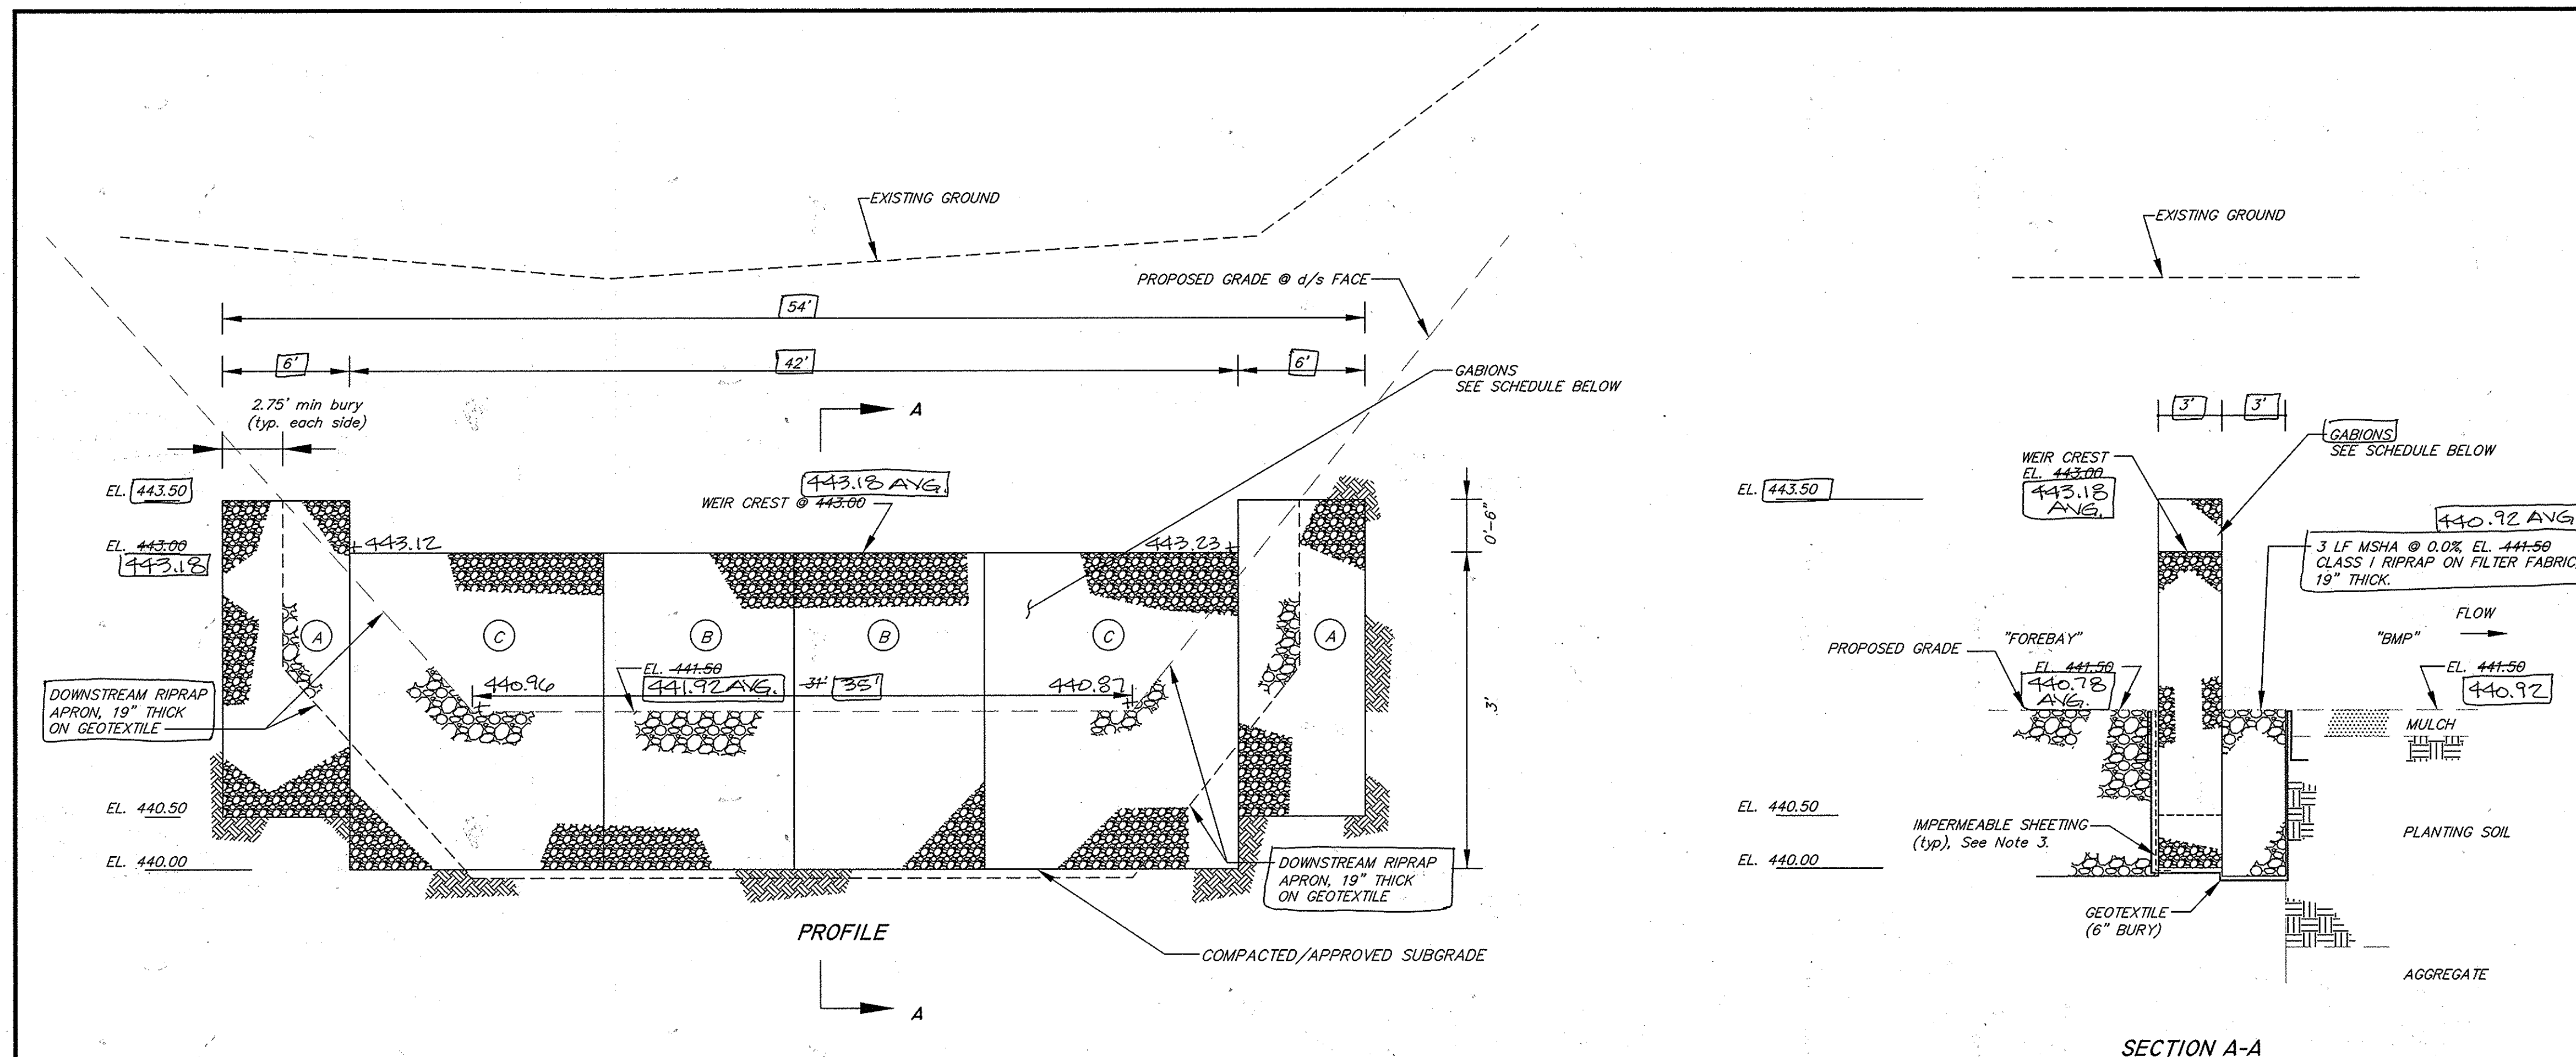 EXISTING GROUND
PROPOSED GRADE @ d/s FACE
54'
6'
42'
6'
GABIONS
SEE SCHEDULE BELOW
2.75' min bury
(typ. each side)
A
443.18 AVG.
WEIR CREST @ 443.00
EL. 443.50
EL. 443.00
443.18
443.12
443.23
0'-6"
3'
A
C
B
B
C
A
EL. 441.50
441.92 AVG.
31'
35'
440.96
440.87
DOWNSTREAM RIPRAP
APRON, 19" THICK
ON GEOTEXTILE
EL. 440.50
EL. 440.00
DOWNSTREAM RIPRAP
APRON, 19" THICK
ON GEOTEXTILE
PROFILE
COMPACTED/APPROVED SUBGRADE
A
EXISTING GROUND
3'
3'
GABIONS
SEE SCHEDULE BELOW
WEIR CREST
EL. 443.00
443.18
AVG.
EL. 443.50
440.92 AVG
3 LF MSHA @ 0.0%, EL. 441.50
CLASS I RIPRAP ON FILTER FABRIC,
19" THICK.
FLOW
"FOREBAY"
"BMP"
PROPOSED GRADE
EL. 441.50
440.78
AVG.
EL. 441.50
440.92
MULCH
EL. 440.50
IMPERMEABLE SHEETING
(typ), See Note 3.
PLANTING SOIL
EL. 440.00
GEOTEXTILE
(6" BURY)
AGGREGATE
SECTION A-A